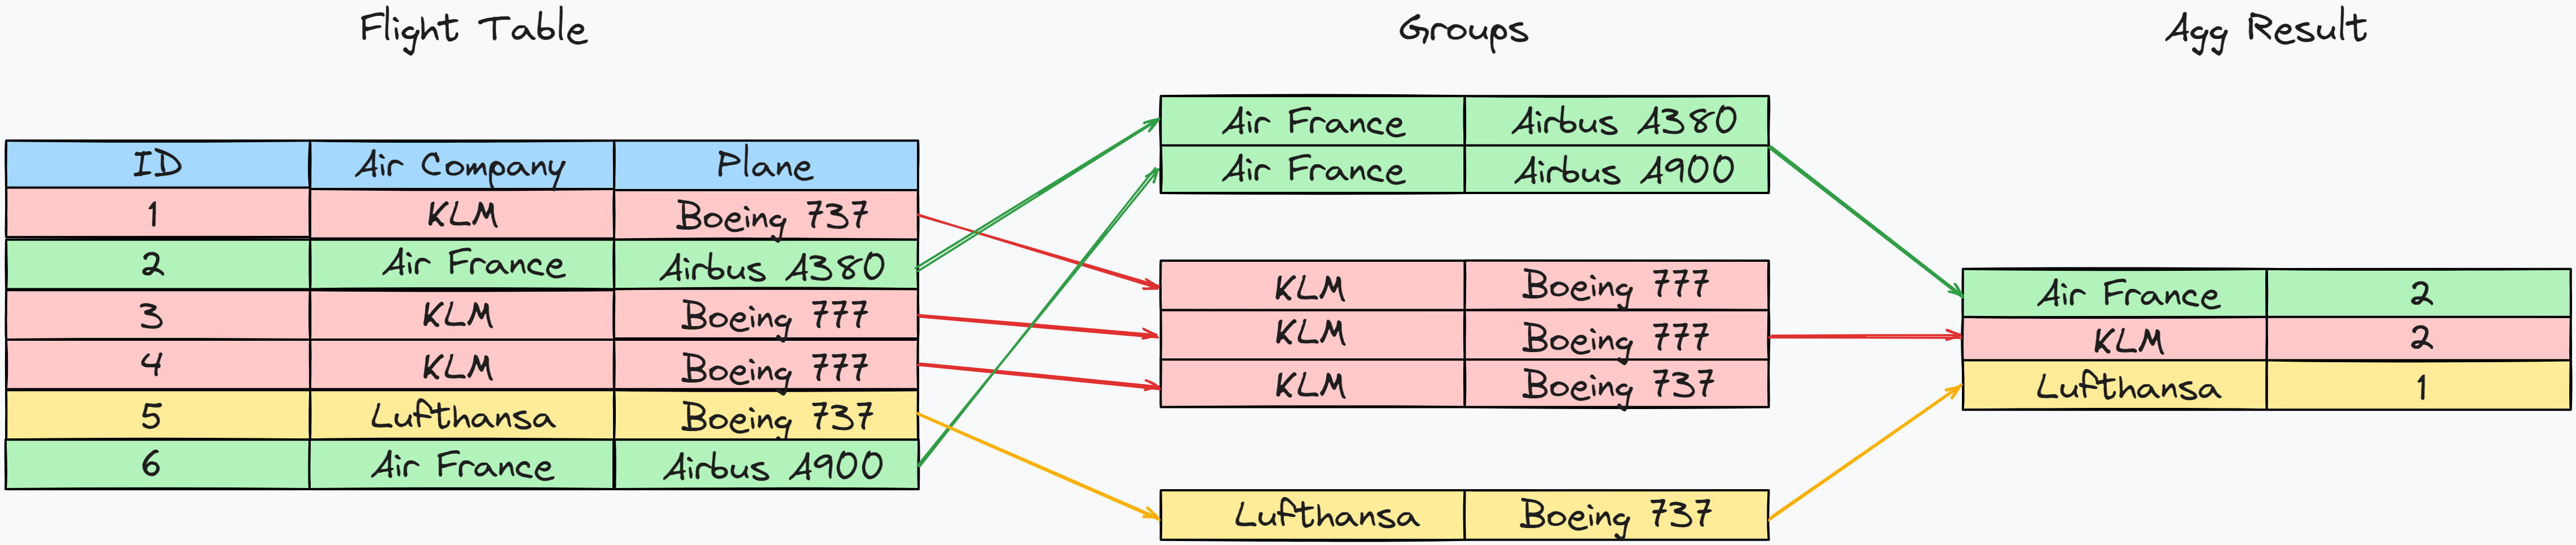 Flight Table
ID Air Company Plane
1 KLM Boeing 737
2 Air France Airbus A380
3 KLM Boeing 777
4 KLM Boeing 777
5 Lufthansa Boeing 737
6 Air France Airbus A900
Groups
Air France Airbus A380
Air France Airbus A900
KLM Boeing 777
KLM Boeing 777
KLM Boeing 737
Lufthansa Boeing 737
Agg Result
Air France 2
KLM 2
Lufthansa 1